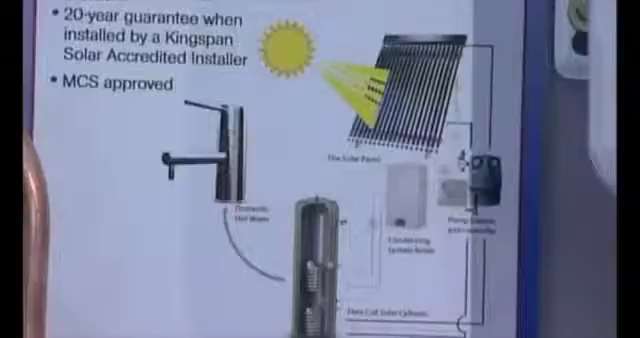 • 20-year guarantee when
installed by a Kingspan
Solar Accredited Installer
• MCS approved
The Solar Panel
Domestic
Hot Water
Condensing
System Boiler
Twin Coil Solar Cylinder